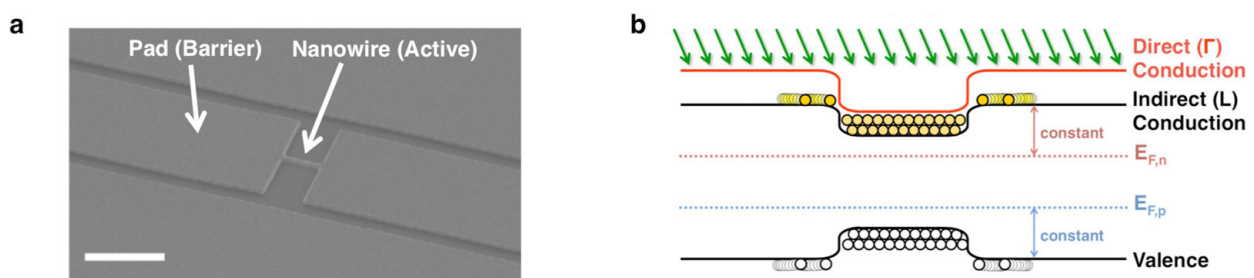 a
Pad (Barrier)
Nanowire (Active)
b
Direct (Γ)
Conduction
Indirect (L)
Conduction
constant
E_F,n
E_F,p
constant
Valence